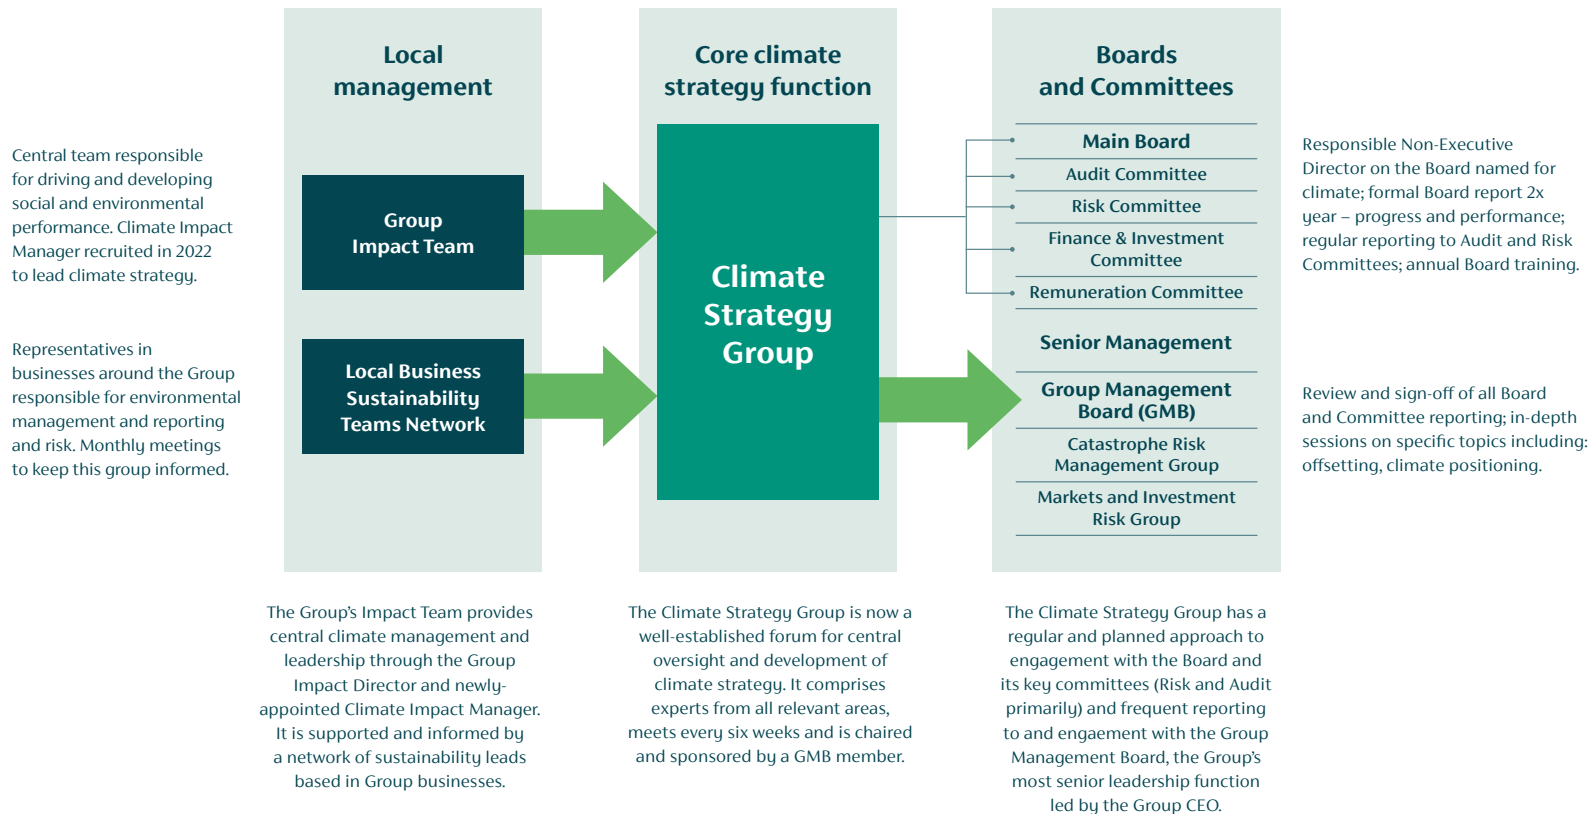 Local
management
Central team responsible
for driving and developing
social and environmental
performance. Climate Impact
Manager recruited in 2022
to lead climate strategy.
Group
Impact Team
Representatives in
businesses around the Group
responsible for environmental
management and reporting
and risk. Monthly meetings
to keep this group informed.
Local Business
Sustainability
Teams Network
The Group’s Impact Team provides
central climate management and
leadership through the Group
Impact Director and newly-
appointed Climate Impact Manager.
It is supported and informed by
a network of sustainability leads
based in Group businesses.
Core climate
strategy function
Climate
Strategy
Group
The Climate Strategy Group is now a
well-established forum for central
oversight and development of
climate strategy. It comprises
experts from all relevant areas,
meets every six weeks and is chaired
and sponsored by a GMB member.
Boards
and Committees
Main Board
Audit Committee
Risk Committee
Finance & Investment
Committee
Remuneration Committee
Responsible Non-Executive
Director on the Board named for
climate; formal Board report 2x
year – progress and performance;
regular reporting to Audit and Risk
Committees; annual Board training.
Senior Management
Group Management
Board (GMB)
Catastrophe Risk
Management Group
Markets and Investment
Risk Group
Review and sign-off of all Board
and Committee reporting; in-depth
sessions on specific topics including:
offsetting, climate positioning.
The Climate Strategy Group has a
regular and planned approach to
engagement with the Board and
its key committees (Risk and Audit
primarily) and frequent reporting
to and engaement with the Group
Management Board, the Group’s
most senior leadership function
led by the Group CEO.